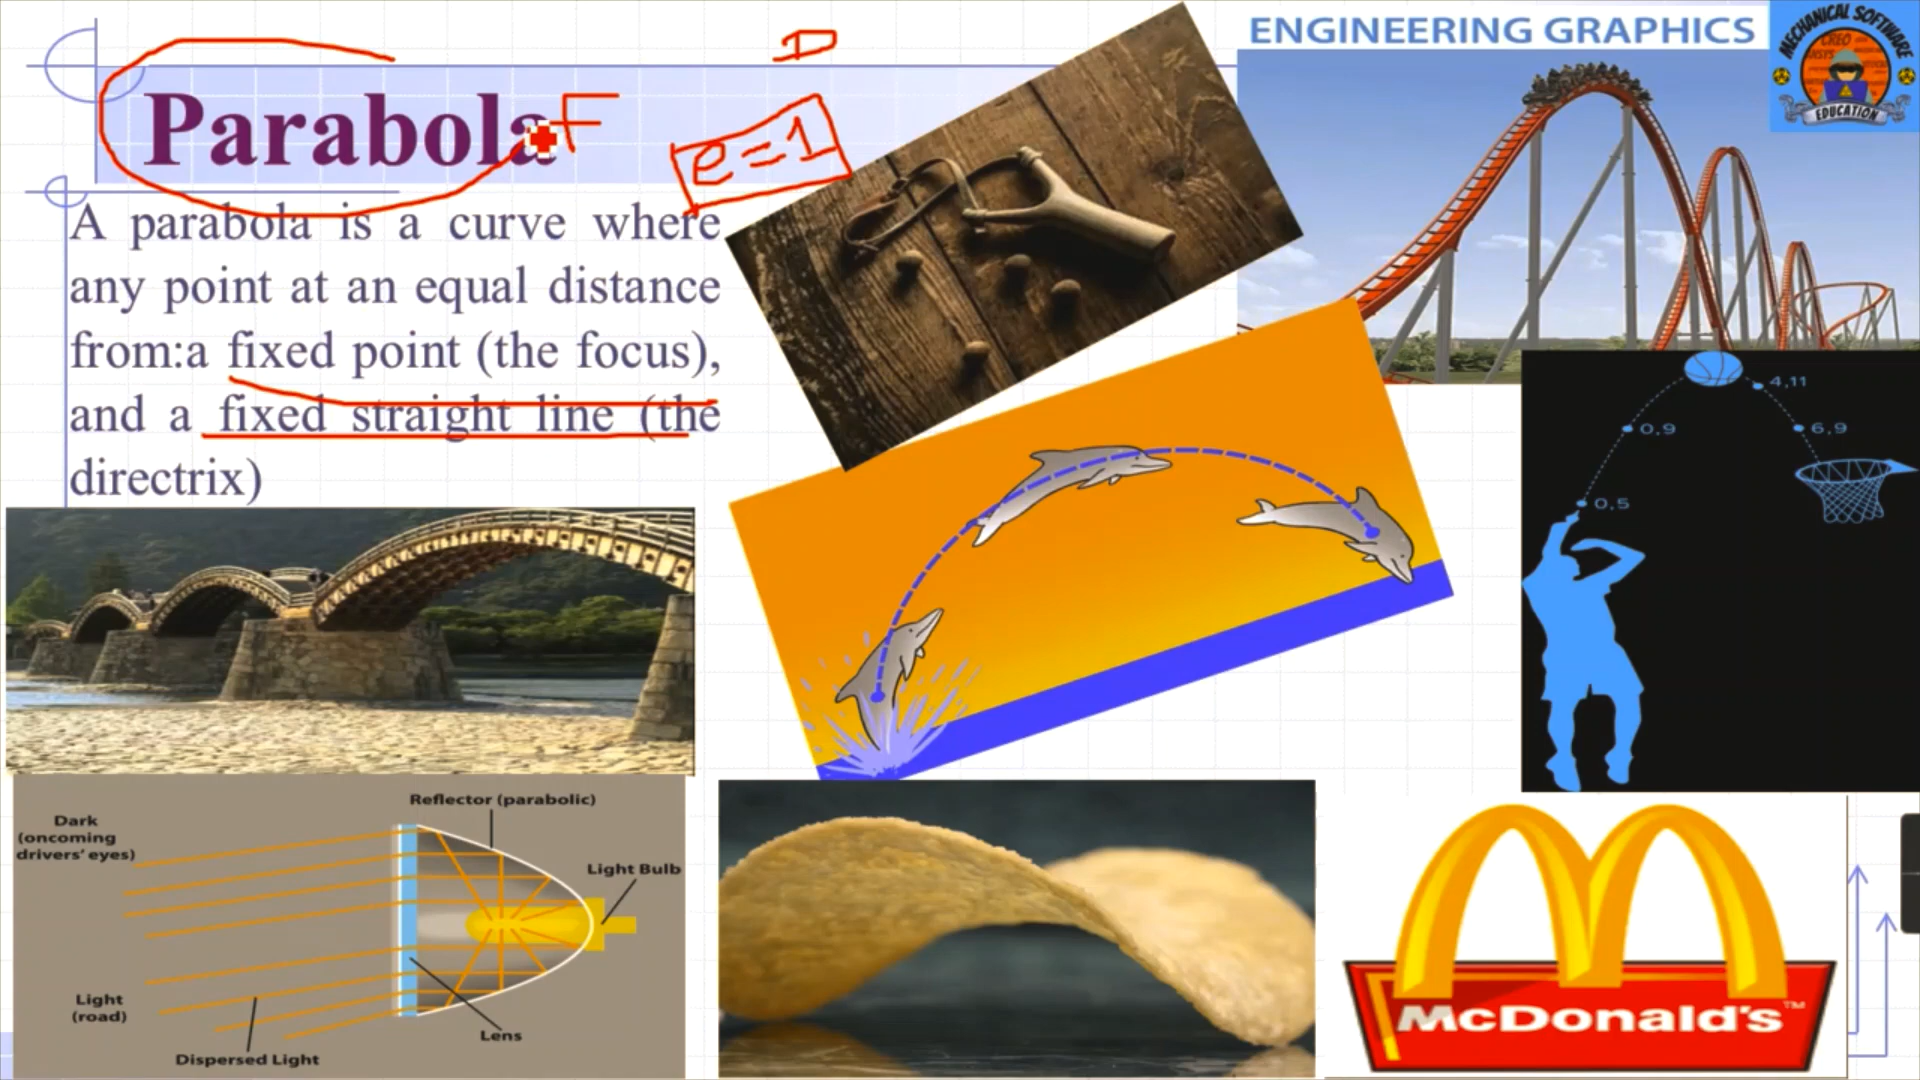 ENGINEERING GRAPHICS
MECHANICAL SOFTWARE
CREO
EDUCATION
D
Parabola
F
e=1
A parabola is a curve where
any point at an equal distance
from:a fixed point (the focus),
and a fixed straight line (the
directrix)
4,11
0,9
6,9
0,5
Reflector (parabolic)
Dark
(oncoming
drivers' eyes)
Light Bulb
Light
(road)
Lens
Dispersed Light
McDonald's™